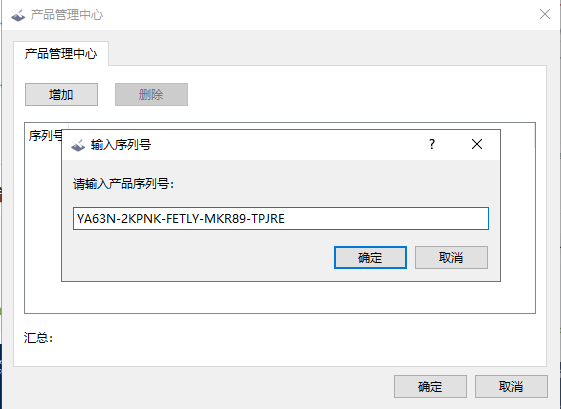 产品管理中心
产品管理中心
增加 删除
序列号
输入序列号 ?
请输入产品序列号:
YA63N-2KPNK-FETLY-MKR89-TPJRE
确定 取消
汇总:
确定 取消